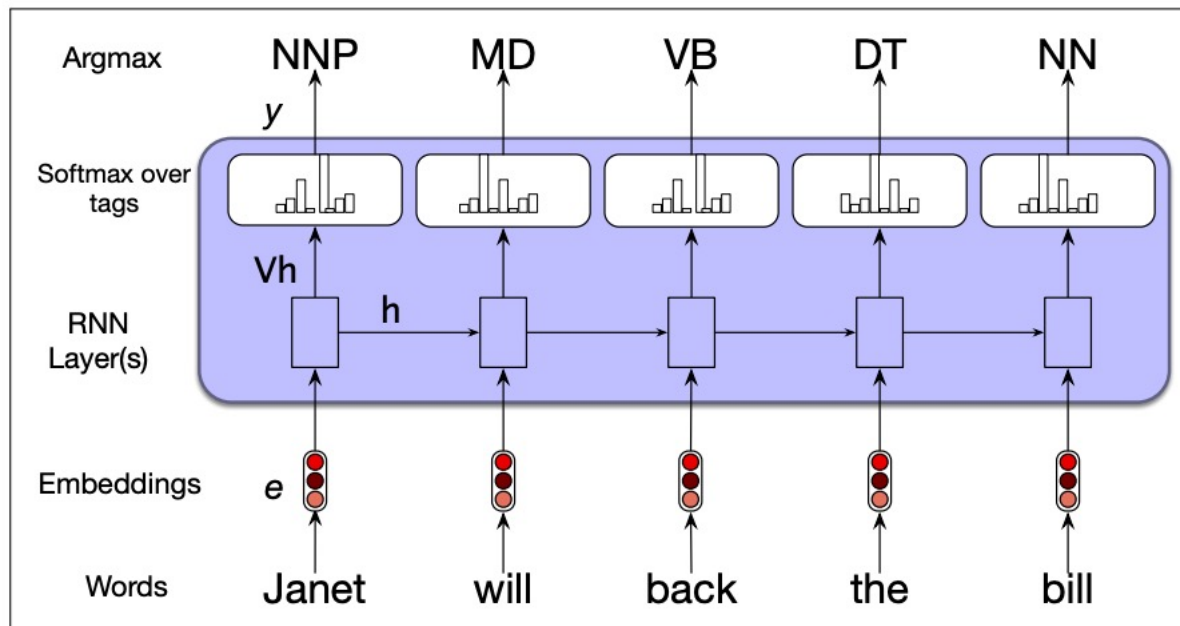 Argmax NNP MD VB DT NN
y
Softmax over
tags
Vh
h
RNN
Layer(s)
Embeddings e
Words Janet will back the bill